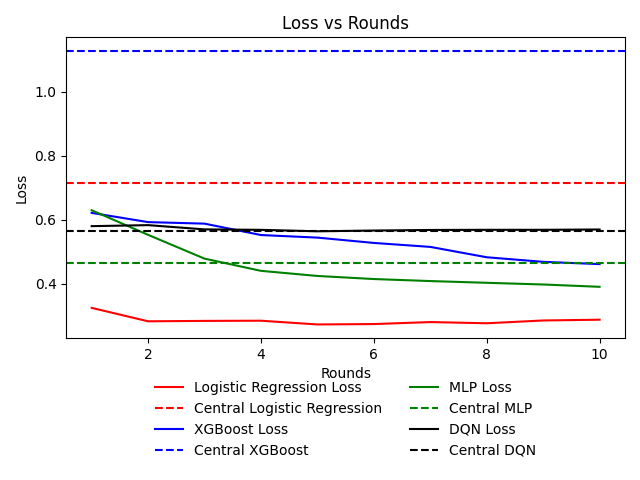 Loss vs Rounds
1.0
0.8
0.6
0.4
Loss
2 4 6 8 10
Rounds
Logistic Regression Loss
Central Logistic Regression
XGBoost Loss
Central XGBoost
MLP Loss
Central MLP
DQN Loss
Central DQN